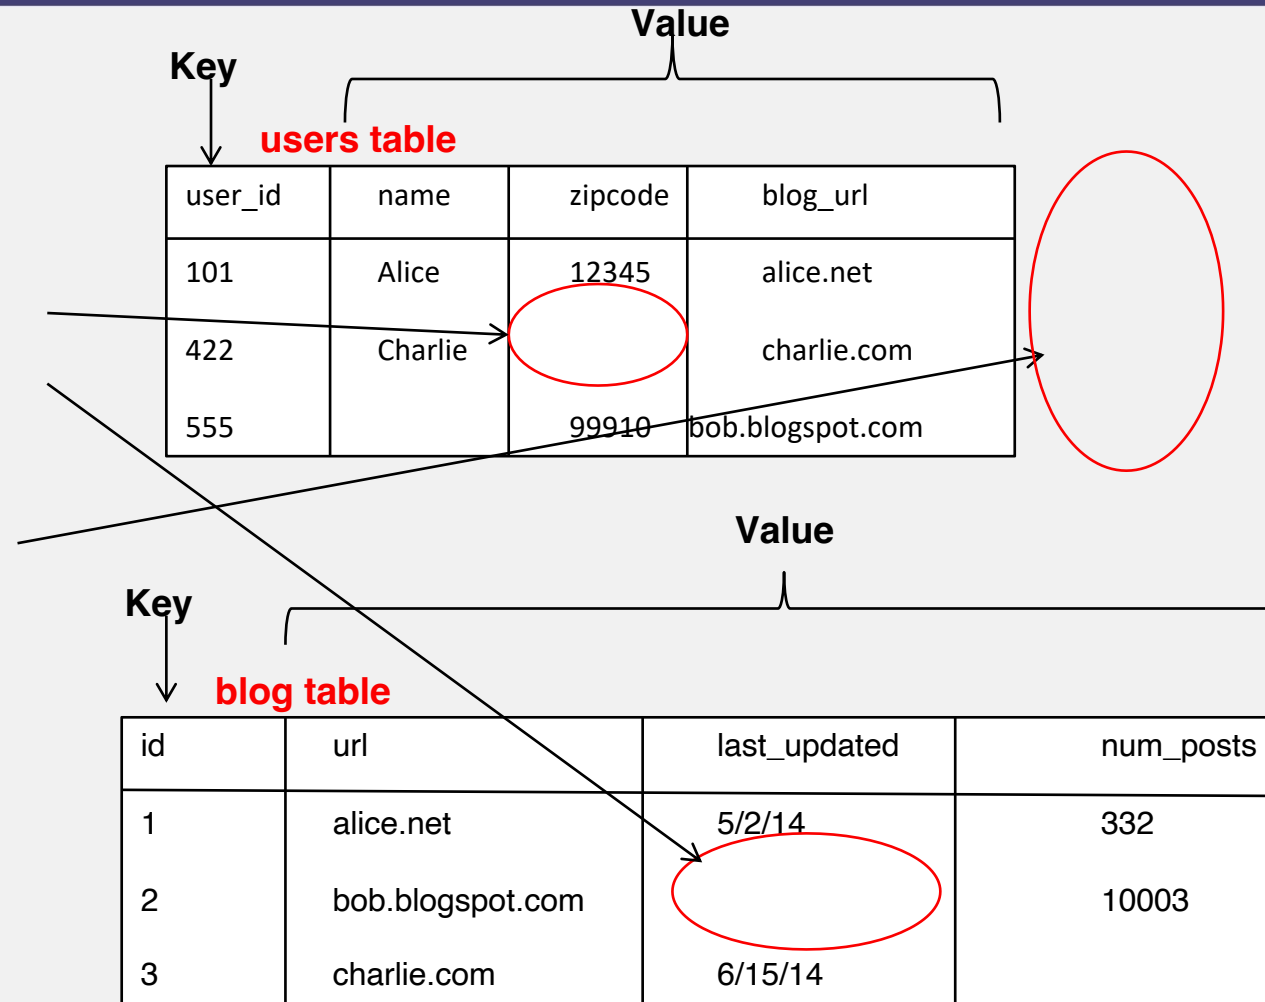 Value
Key
users table
user_id name zipcode blog_url
101 Alice 12345 alice.net
422 Charlie charlie.com
555 99910 bob.blogspot.com
Value
Key
blog table
id url last_updated num_posts
1 alice.net 5/2/14 332
2 bob.blogspot.com 10003
3 charlie.com 6/15/14